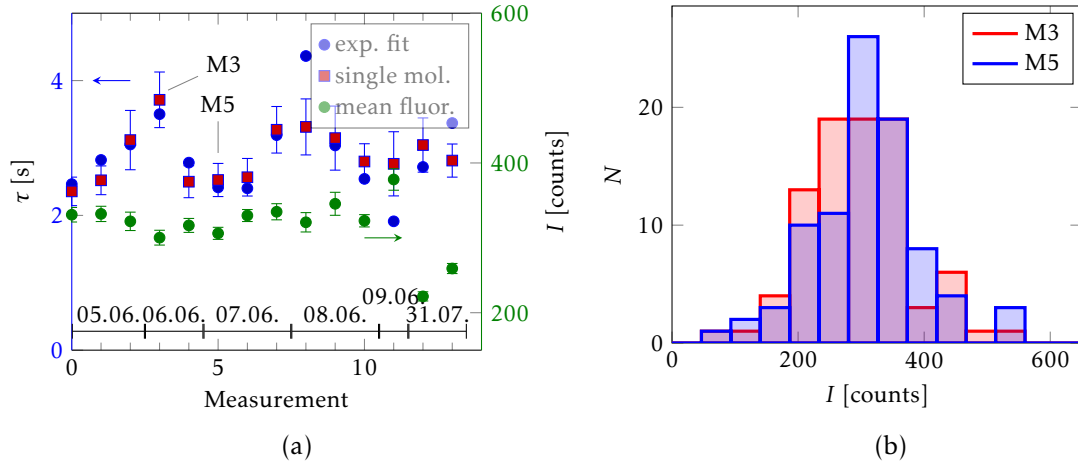 600
400
200
I [counts]
4
2
0
τ [s]
exp. fit
single mol.
mean fluor.
M3
M5
05.06.
06.06.
07.06.
08.06.
09.06.
31.07.
0
5
10
Measurement
(a)
M3
M5
20
10
0
N
0
200
400
600
I [counts]
(b)